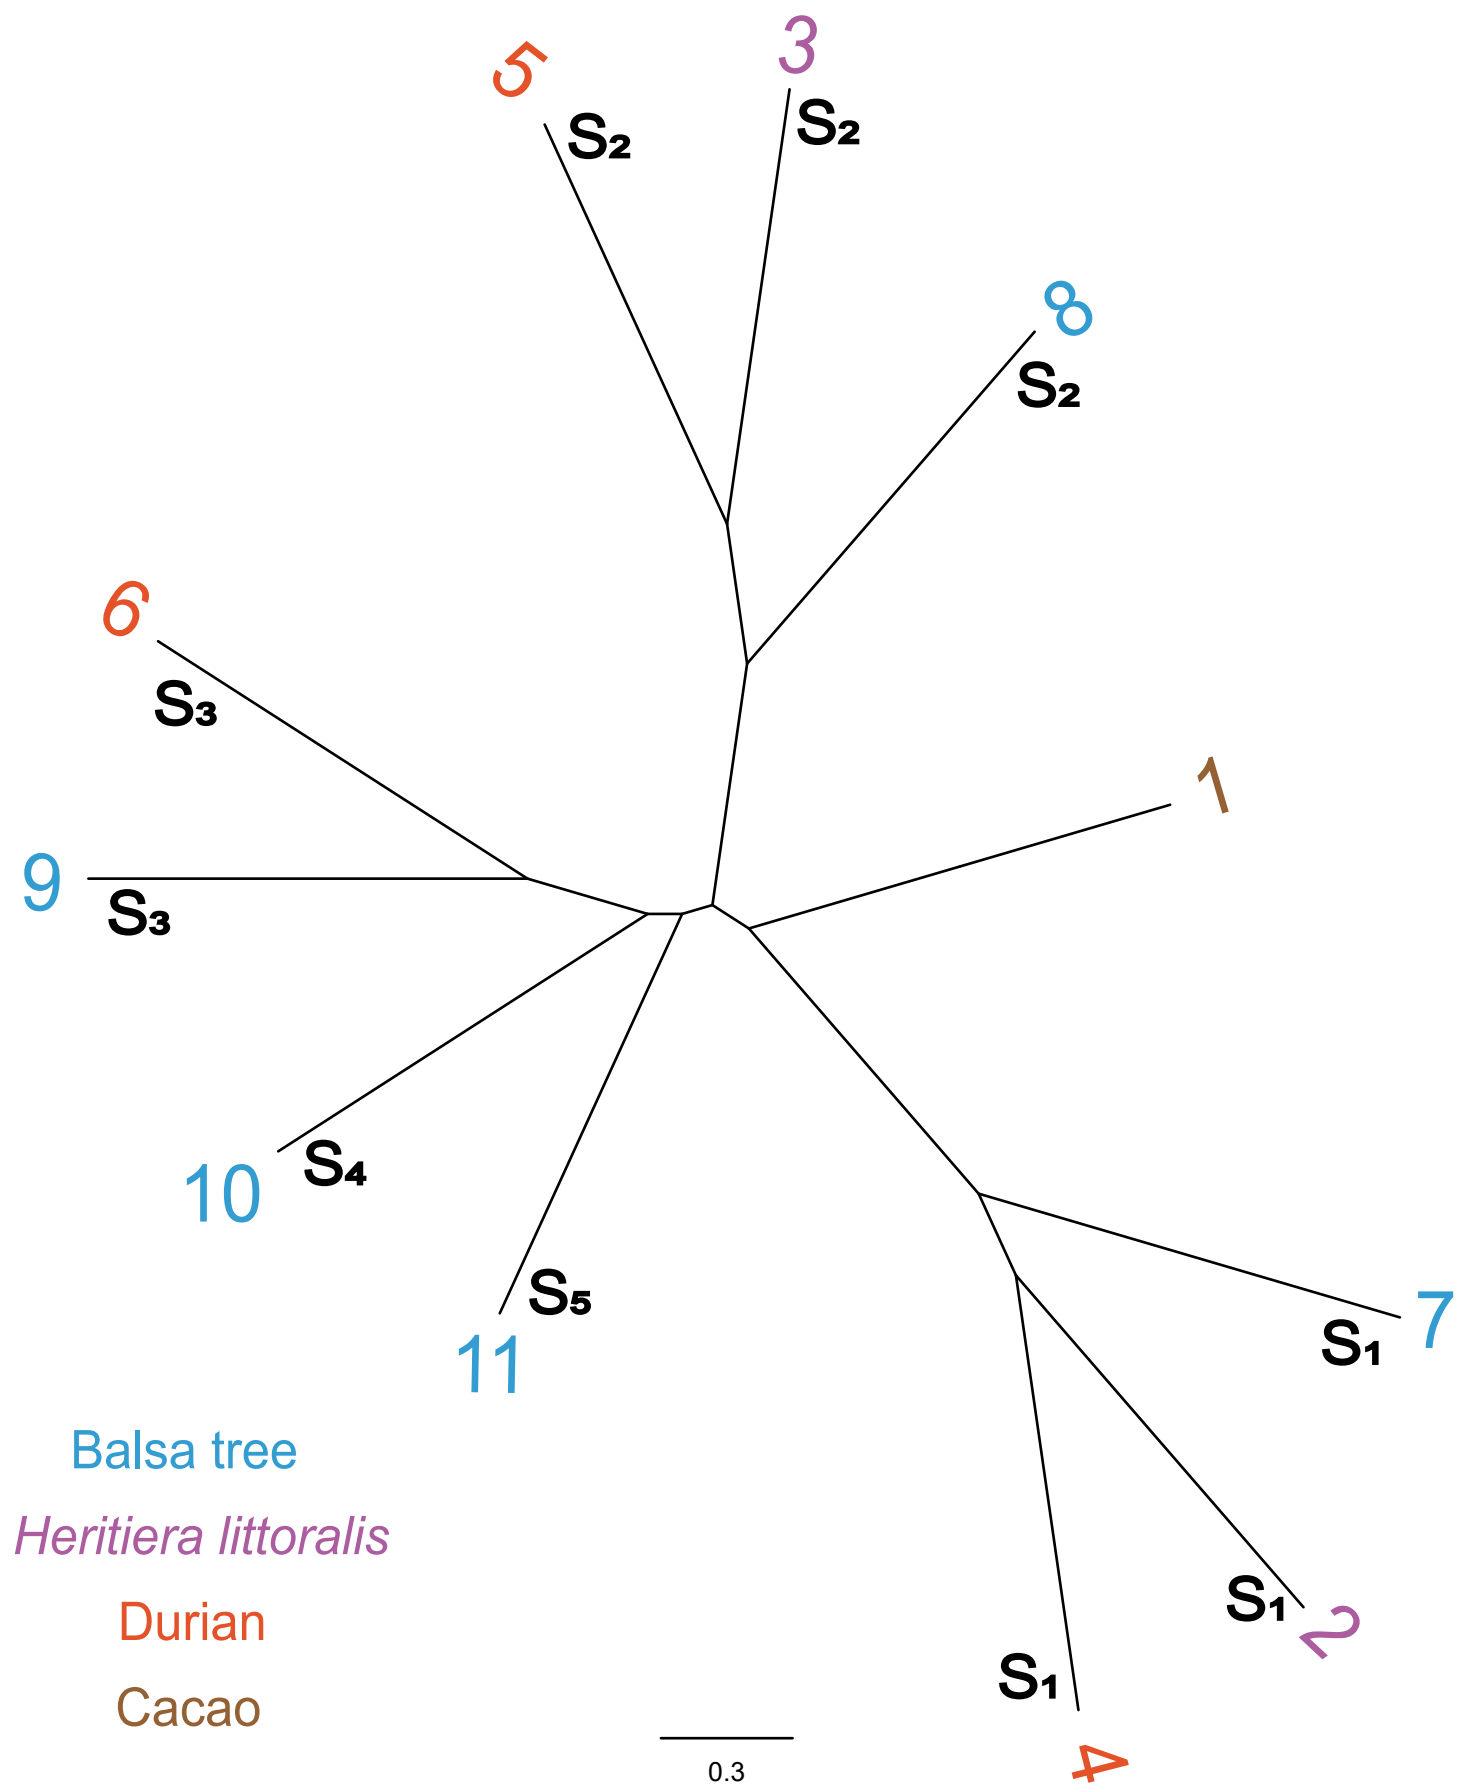 3
5
S₂
S₂
8
S₂
6
S₃
1
9
S₃
10
S₄
11
S₅
7
S₁
2
S₁
4
S₁
Balsa tree
Heritiera littoralis
Durian
Cacao
0.3